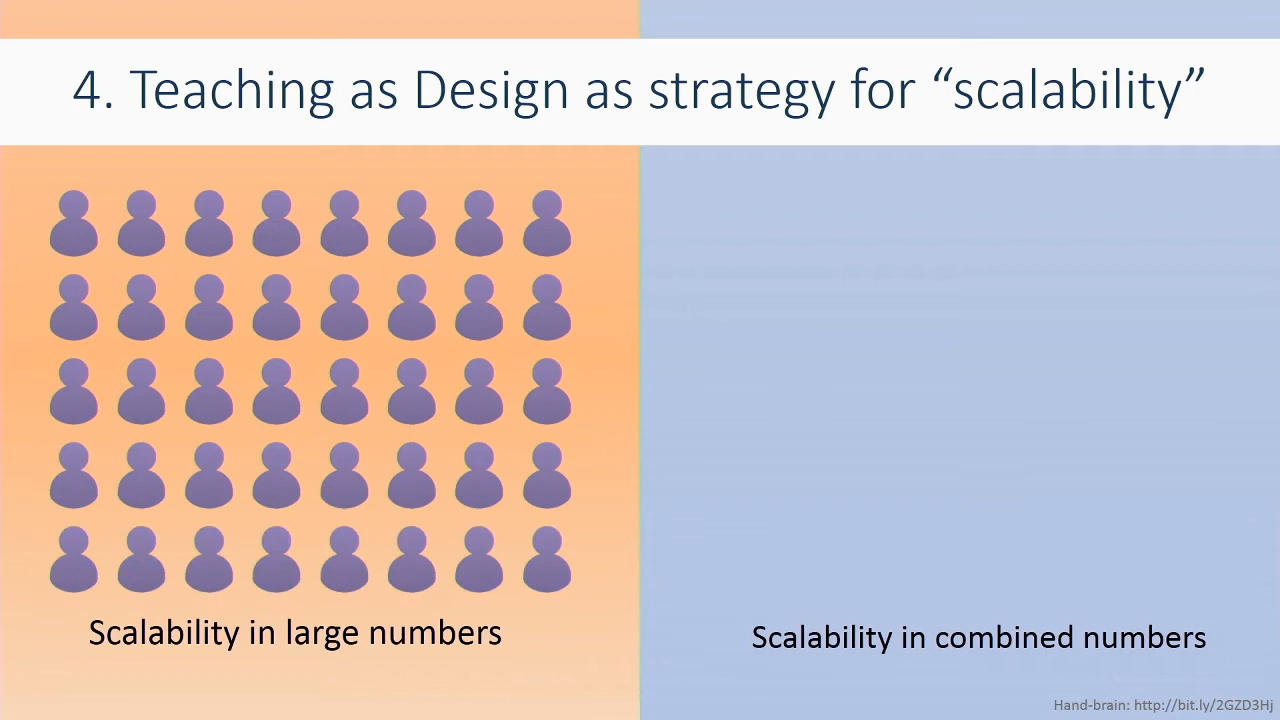 4. Teaching as Design as strategy for “scalability”
Scalability in large numbers
Scalability in combined numbers
Hand-brain: http://bit.ly/2GZD3Hj